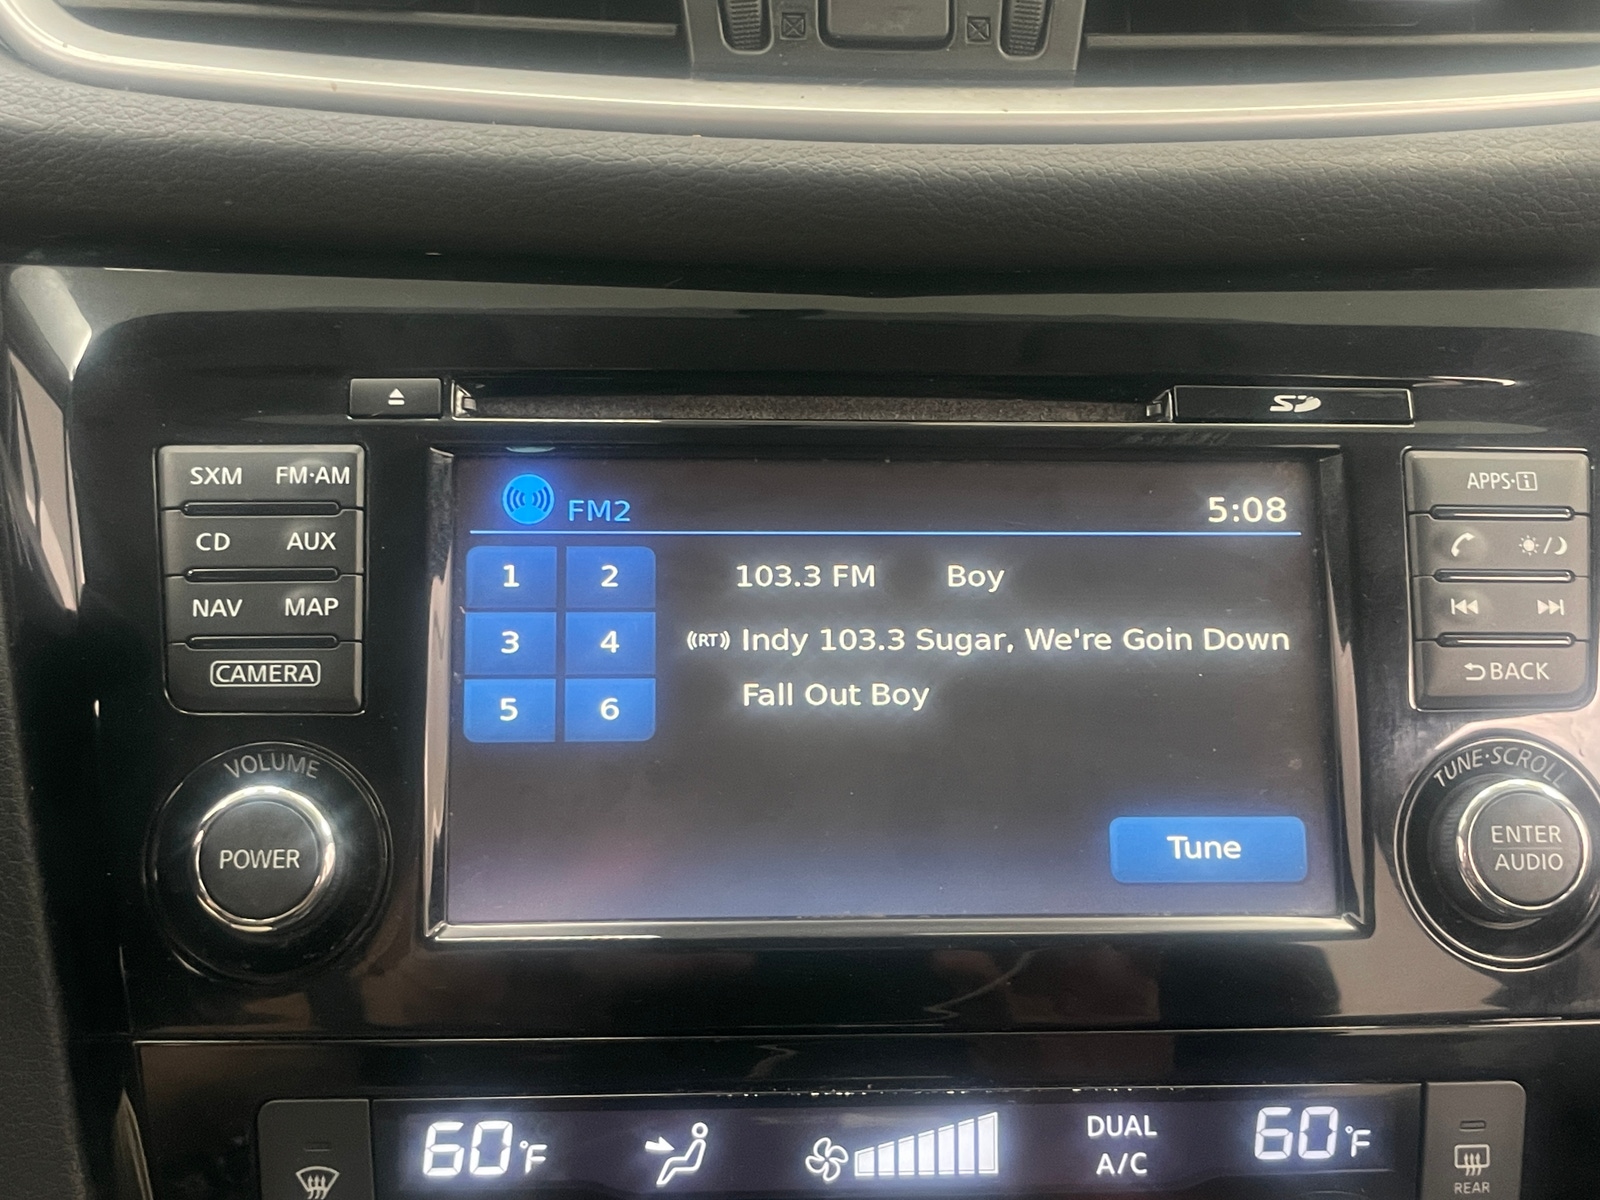 SD
SXM FM·AM
CD AUX
NAV MAP
CAMERA
VOLUME
POWER
FM2 5:08
1 2
3 4
5 6
103.3 FM Boy
((RT)) Indy 103.3 Sugar, We're Goin Down
Fall Out Boy
Tune
APPS·i
BACK
TUNE·SCROLL
ENTER
AUDIO
60°F
DUAL
A/C
60°F
REAR